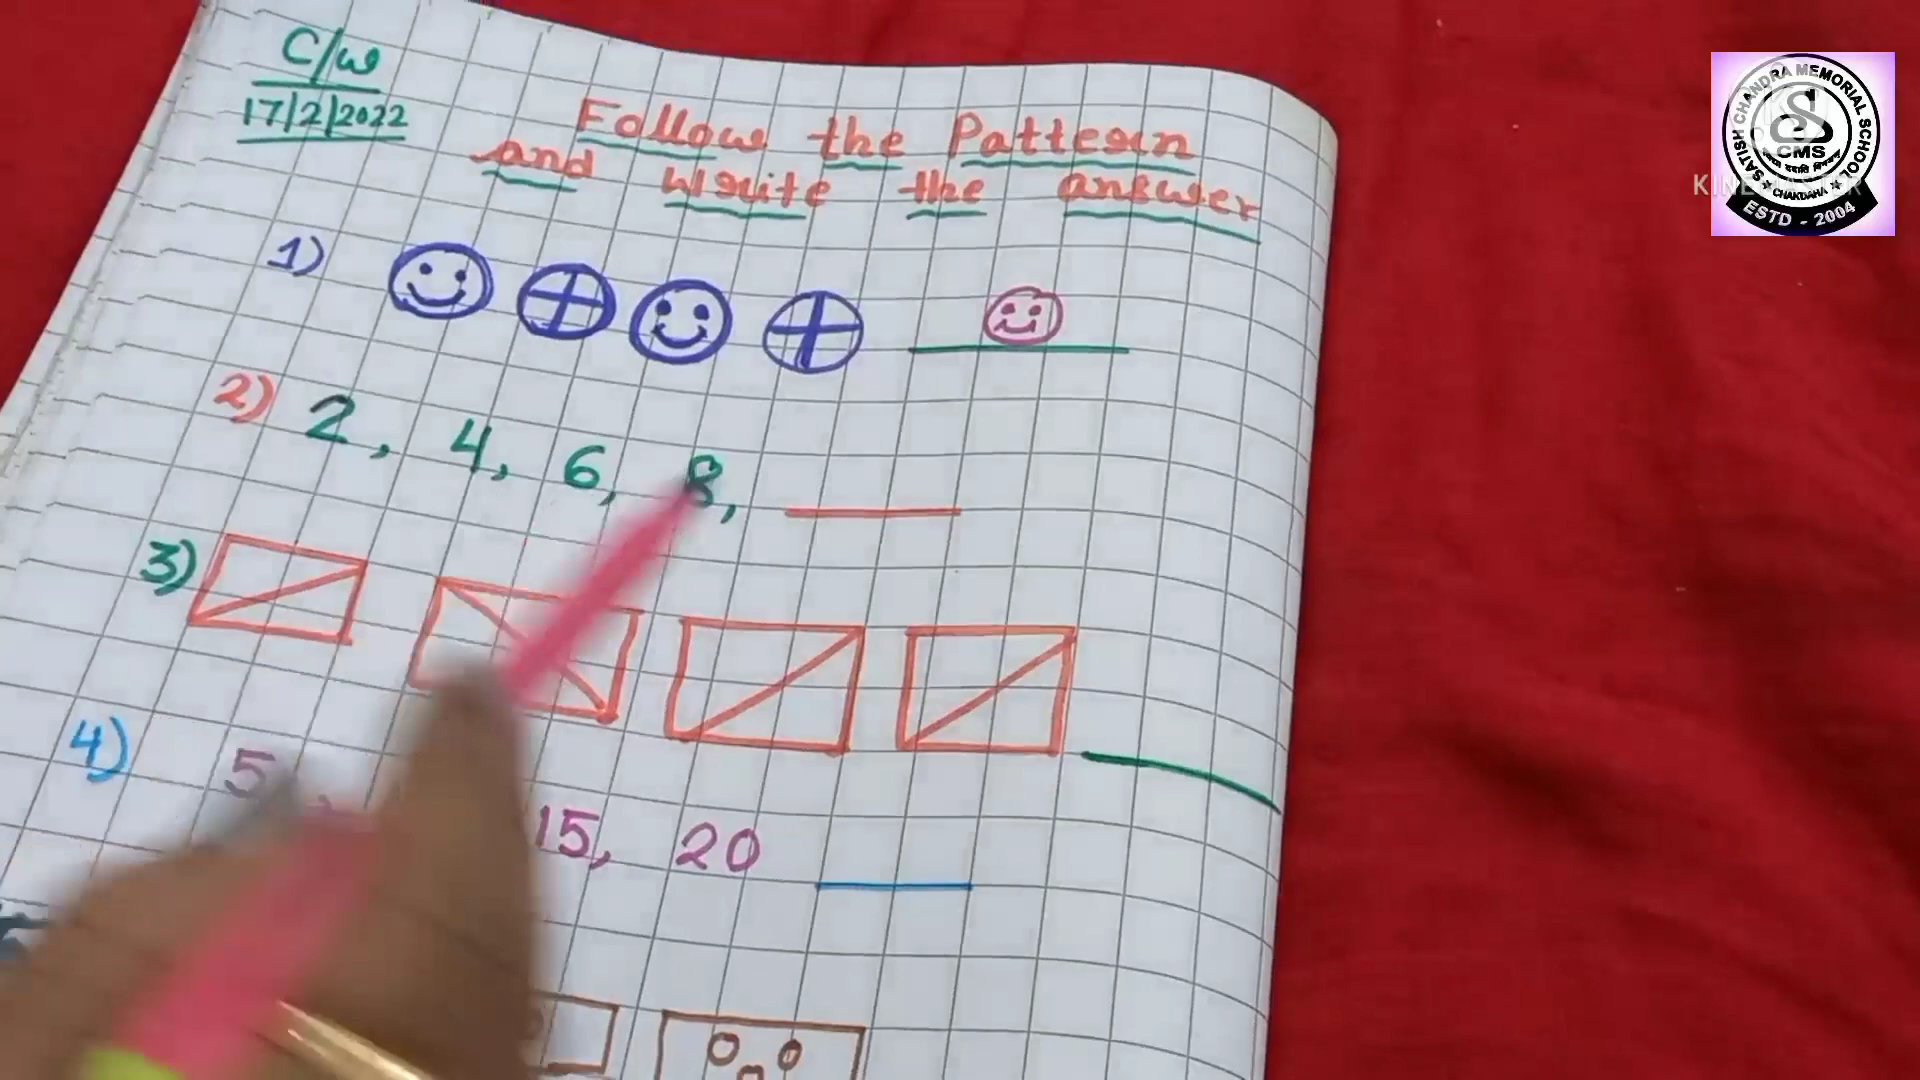 C/W
17/2/2022
Follow the Pattern
and Write the answer
1)
2) 2, 4, 6, 8,
3)
4) 5, 15, 20
SATISH CHANDRA MEMORIAL SCHOOL
CMS
CHAKDAHA
ESTD - 2004